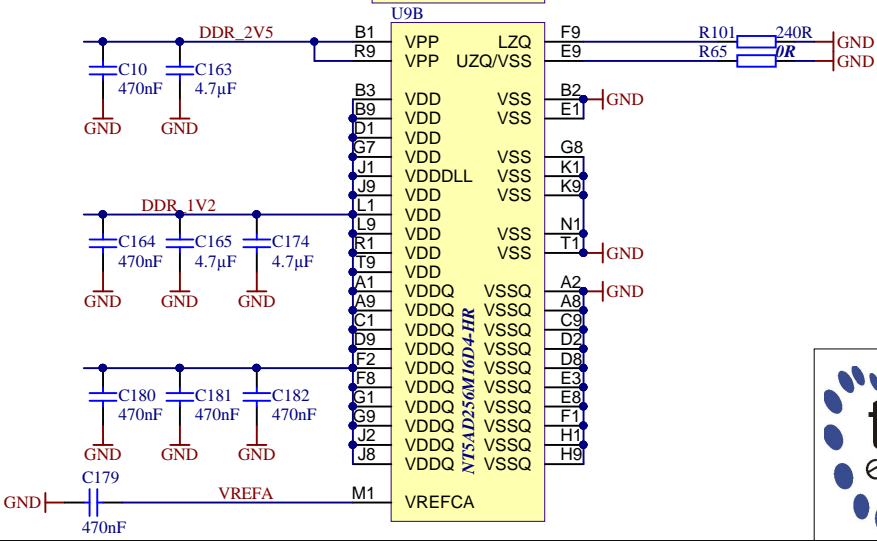 U9B
DDR_2V5 B1 VPP LZQ F9 R101 240R GND
R9 VPP UZQ/VSS E9 R65 0R GND
C10 C163
470nF 4.7µF
GND GND
B3 VDD VSS B2 GND
B9 VDD VSS E1
D1 VDD
G7 VDD VSS G8
J1 VDDDLL VSS K1
J9 VDD VSS K9
DDR_1V2 L1 VDD
L9 VDD VSS N1
R1 VDD VSS T1 GND
T9 VDD
C164 C165 C174
470nF 4.7µF 4.7µF
GND GND GND
A1 VDDQ VSSQ A2 GND
A9 VDDQ VSSQ A8
C1 VDDQ VSSQ C9
D9 VDDQ VSSQ D2
F2 VDDQ VSSQ D8
F8 VDDQ VSSQ E3
G1 VDDQ VSSQ E8
G9 VDDQ VSSQ F1
J2 VDDQ VSSQ H1
J8 VDDQ VSSQ H9
NT5AD256M16D4-HR
C180 C181 C182
470nF 470nF 470nF
GND GND GND
C179
GND VREFA M1 VREFCA
470nF